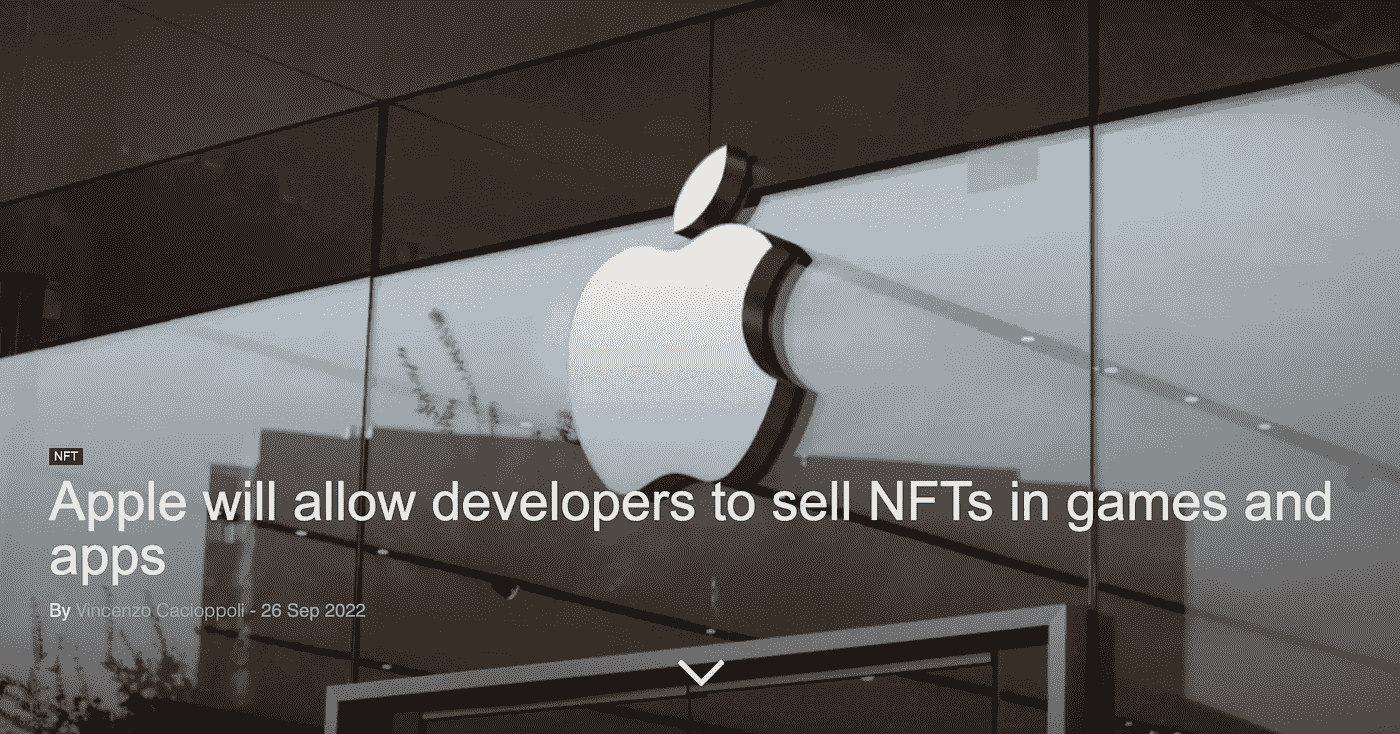 NFT
Apple will allow developers to sell NFTs in games and
apps
By Vincenzo Cacioppoli - 26 Sep 2022